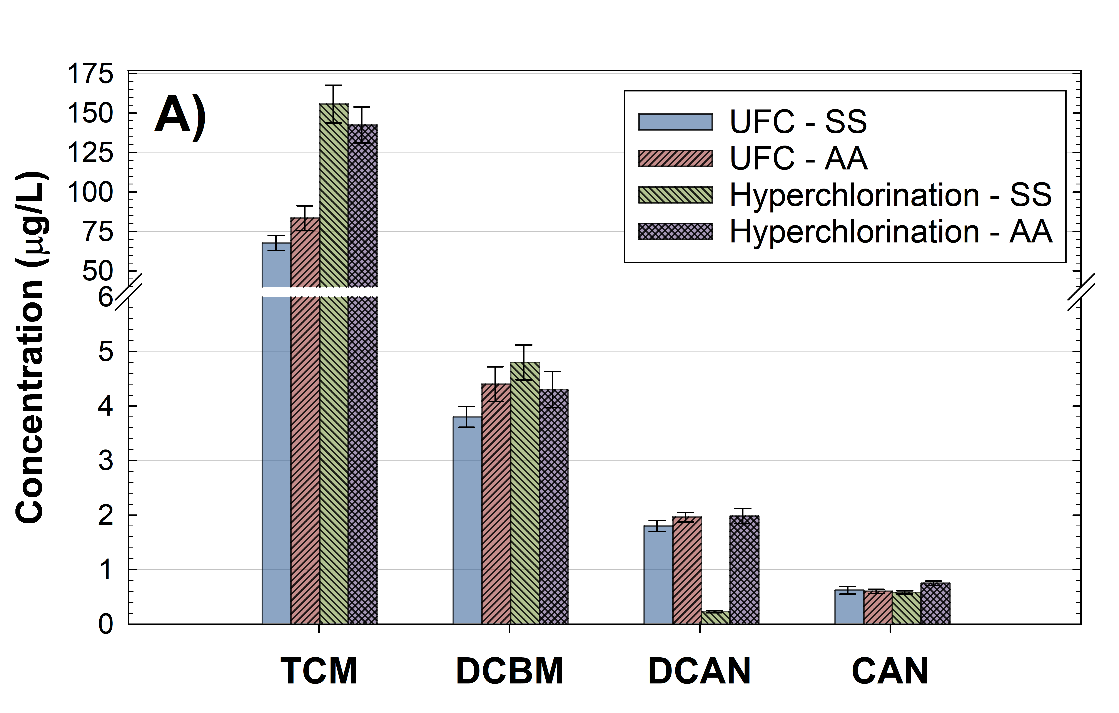 A)
UFC - SS
UFC - AA
Hyperchlorination - SS
Hyperchlorination - AA
Concentration (μg/L)
175
150
125
100
75
50
6
5
4
3
2
1
0
TCM DCBM DCAN CAN